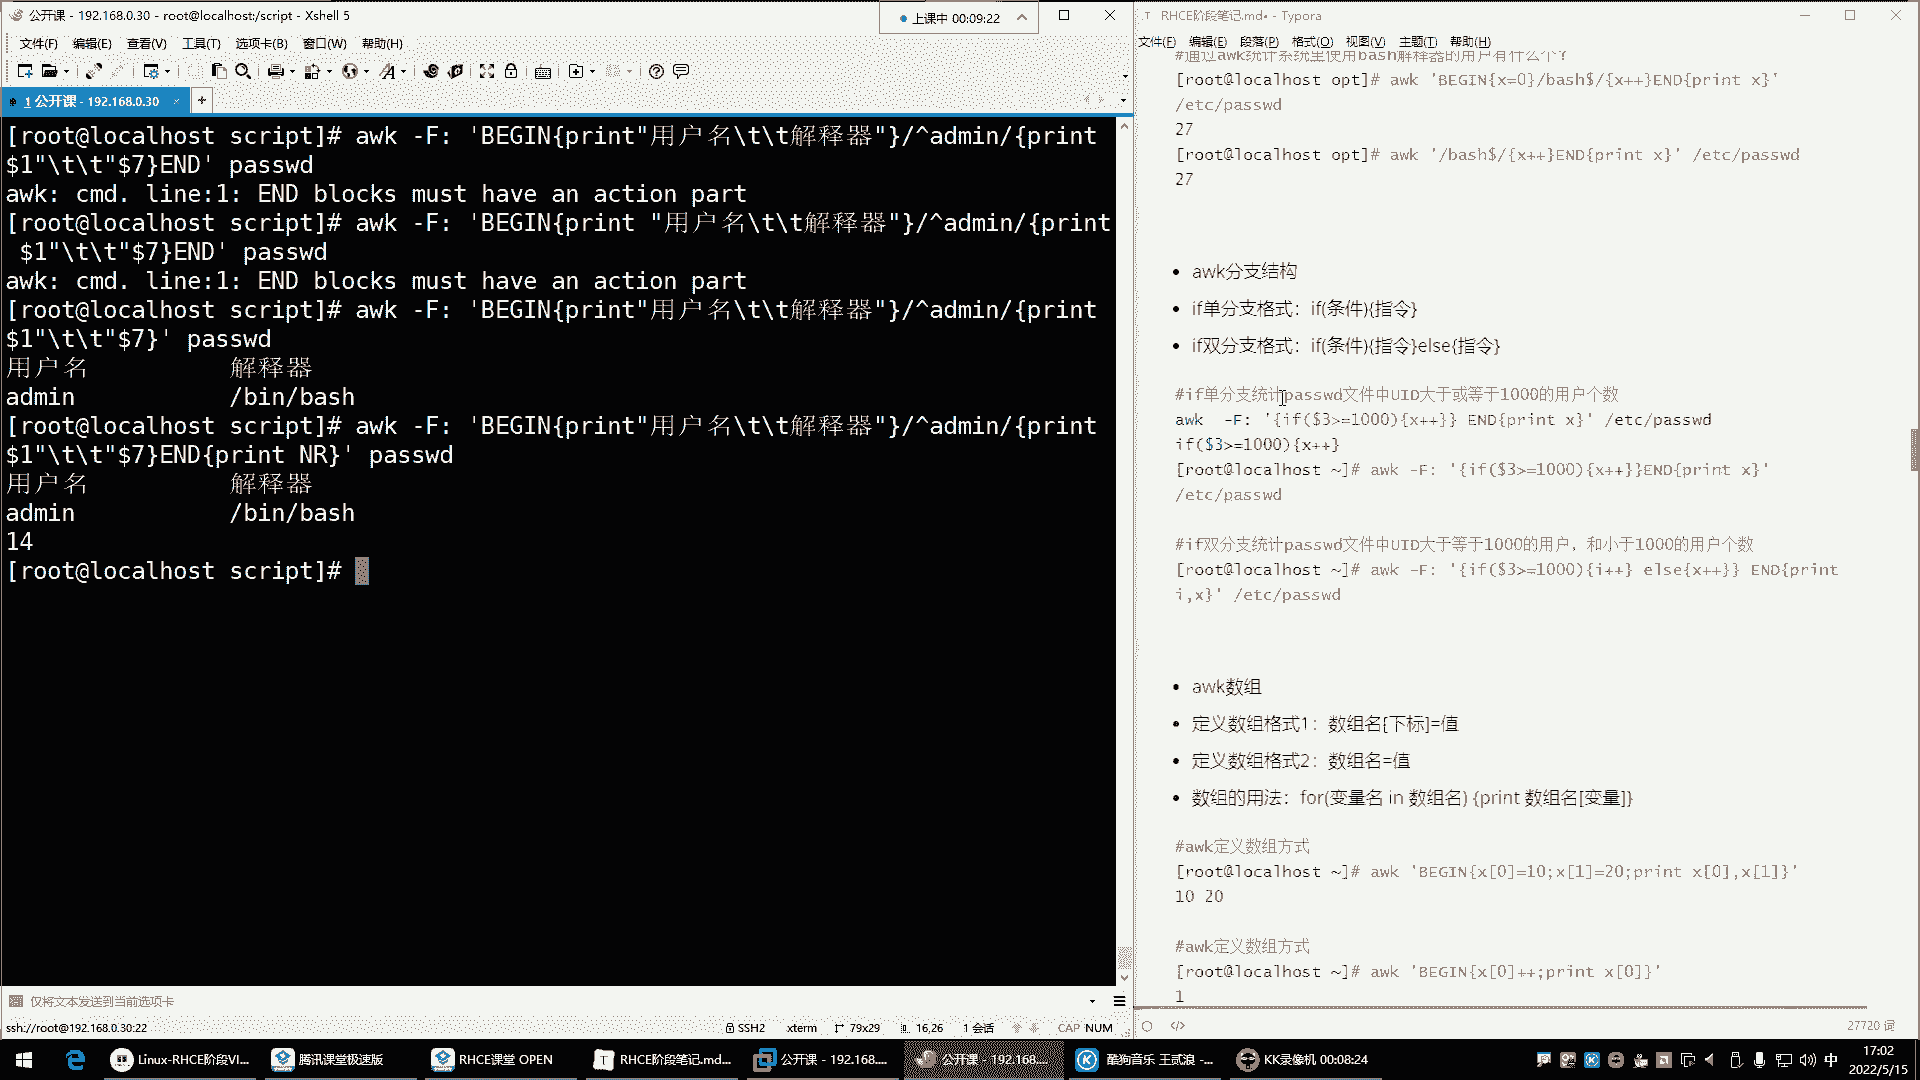 公开课 - 192.168.0.30 - root@localhost:/script - Xshell 5
上课中 00:09:22
文件(F) 编辑(E) 查看(V) 工具(T) 选项卡(B) 窗口(W) 帮助(H)
1 公开课 - 192.168.0.30
[root@localhost script]# awk -F: 'BEGIN{print"用户名\t\t解释器"}/^admin/{print
$1"\t\t"$7}END' passwd
awk: cmd. line:1: END blocks must have an action part
[root@localhost script]# awk -F: 'BEGIN{print "用户名\t\t解释器"}/^admin/{print
$1"\t\t"$7}END' passwd
awk: cmd. line:1: END blocks must have an action part
[root@localhost script]# awk -F: 'BEGIN{print"用户名\t\t解释器"}/^admin/{print
$1"\t\t"$7}' passwd
用户名 解释器
admin /bin/bash
[root@localhost script]# awk -F: 'BEGIN{print"用户名\t\t解释器"}/^admin/{print
$1"\t\t"$7}END{print NR}' passwd
用户名 解释器
admin /bin/bash
14
[root@localhost script]#
仅将文本发送到当前选项卡
ssh://root@192.168.0.30:22 SSH2 xterm 79x29 16,26 1 会话 CAP NUM
RHCE阶段笔记.md• - Typora
文件(F) 编辑(E) 段落(P) 格式(O) 视图(V) 主题(T) 帮助(H)
#通过awk统计系统里使用bash解释器的用户有什么个?
[root@localhost opt]# awk 'BEGIN{x=0}/bash$/{x++}END{print x}'
/etc/passwd
27
[root@localhost opt]# awk '/bash$/{x++}END{print x}' /etc/passwd
27
awk分支结构
if单分支格式：if(条件){指令}
if双分支格式：if(条件){指令}else{指令}
#if单分支统计passwd文件中UID大于或等于1000的用户个数
awk  -F: '{if($3>=1000){x++}} END{print x}' /etc/passwd
if($3>=1000){x++}
[root@localhost ~]# awk -F: '{if($3>=1000){x++}}END{print x}'
/etc/passwd
#if双分支统计passwd文件中UID大于等于1000的用户，和小于1000的用户个数
[root@localhost ~]# awk -F: '{if($3>=1000){i++} else{x++}} END{print
i,x}' /etc/passwd
awk数组
定义数组格式1：数组名[下标]=值
定义数组格式2：数组名=值
数组的用法：for(变量名 in 数组名) {print 数组名[变量]}
#awk定义数组方式
[root@localhost ~]# awk 'BEGIN{x[0]=10;x[1]=20;print x[0],x[1]}'
10 20
#awk定义数组方式
[root@localhost ~]# awk 'BEGIN{x[0]++;print x[0]}'
1
27720 词
Linux-RHCE阶段VI... 腾讯课堂极速版 RHCE课堂 OPEN RHCE阶段笔记.md... 公开课 - 192.168.... 公开课 - 192.168.... 酷狗音乐 王贰浪 -... KK录像机 00:08:24 中
17:02
2022/5/15